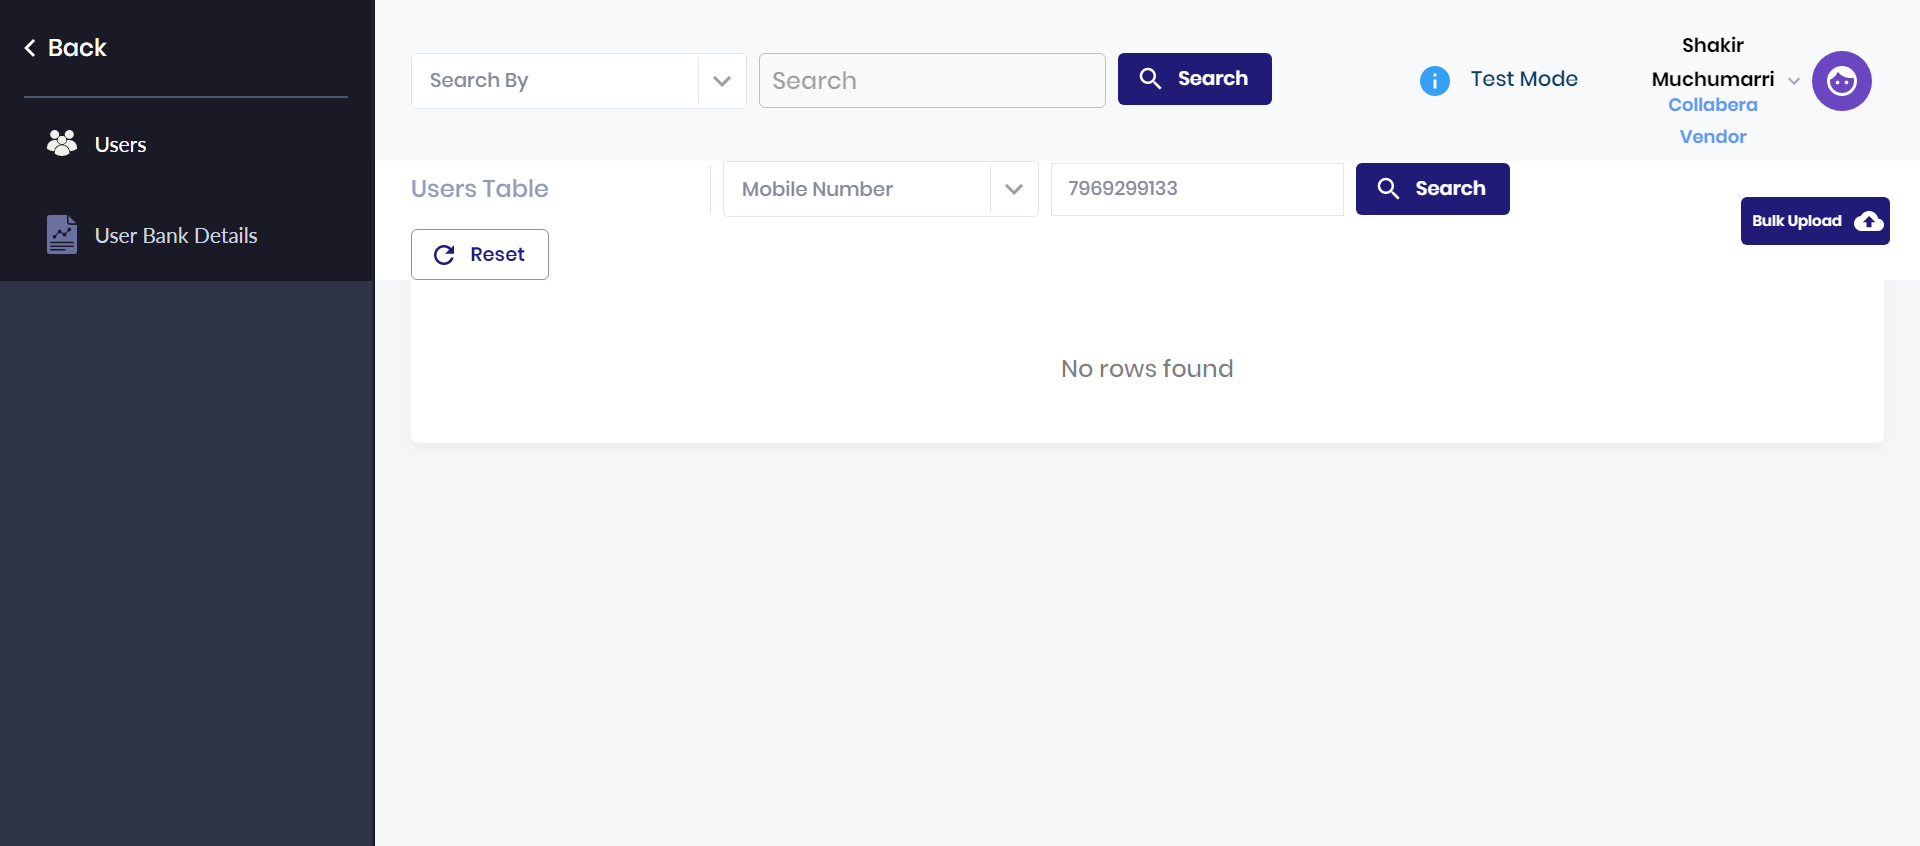 Back
Users
User Bank Details
Search By
Search
Search
Test Mode
Shakir
Muchumarri
Collabera
Vendor
Users Table
Mobile Number
7969299133
Search
Bulk Upload
Reset
No rows found